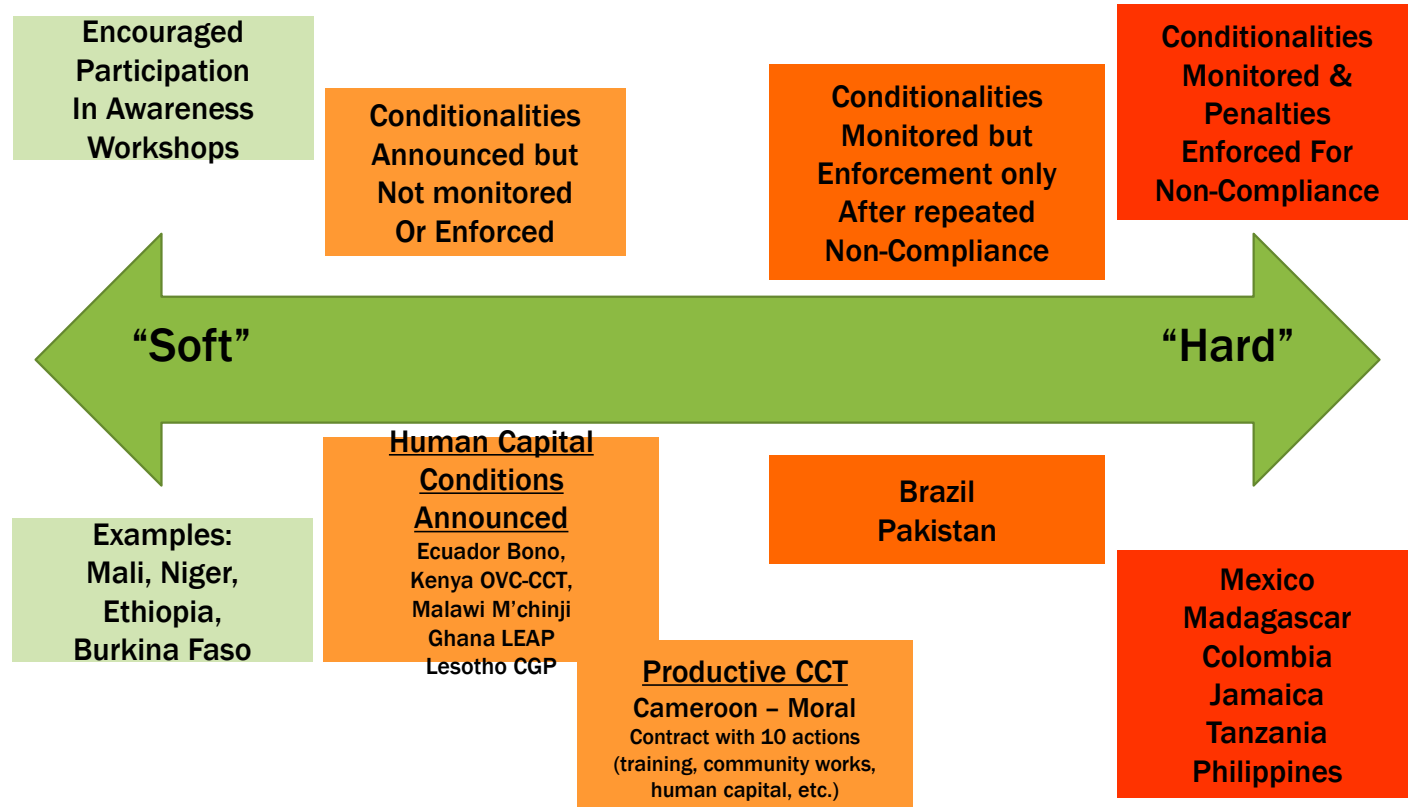 Encouraged
Participation
In Awareness
Workshops
Conditionalities
Announced but
Not monitored
Or Enforced
Conditionalities
Monitored but
Enforcement only
After repeated
Non-Compliance
Conditionalities
Monitored &
Penalties
Enforced For
Non-Compliance
“Soft”
“Hard”
Examples:
Mali, Niger,
Ethiopia,
Burkina Faso
Human Capital
Conditions
Announced
Ecuador Bono,
Kenya OVC-CCT,
Malawi M’chinji
Ghana LEAP
Lesotho CGP
Productive CCT
Cameroon – Moral
Contract with 10 actions
(training, community works,
human capital, etc.)
Brazil
Pakistan
Mexico
Madagascar
Colombia
Jamaica
Tanzania
Philippines